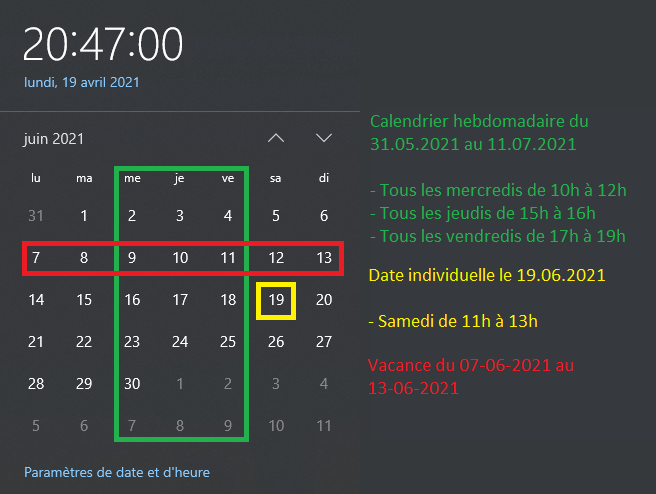 20:47:00
lundi, 19 avril 2021
juin 2021
lu ma me je ve sa di
31 1 2 3 4 5 6
7 8 9 10 11 12 13
14 15 16 17 18 19 20
21 22 23 24 25 26 27
28 29 30 1 2 3 4
5 6 7 8 9 10 11
Paramètres de date et d'heure
Calendrier hebdomadaire du
31.05.2021 au 11.07.2021
- Tous les mercredis de 10h à 12h
- Tous les jeudis de 15h à 16h
- Tous les vendredis de 17h à 19h
Date individuelle le 19.06.2021
- Samedi de 11h à 13h
Vacance du 07-06-2021 au
13-06-2021